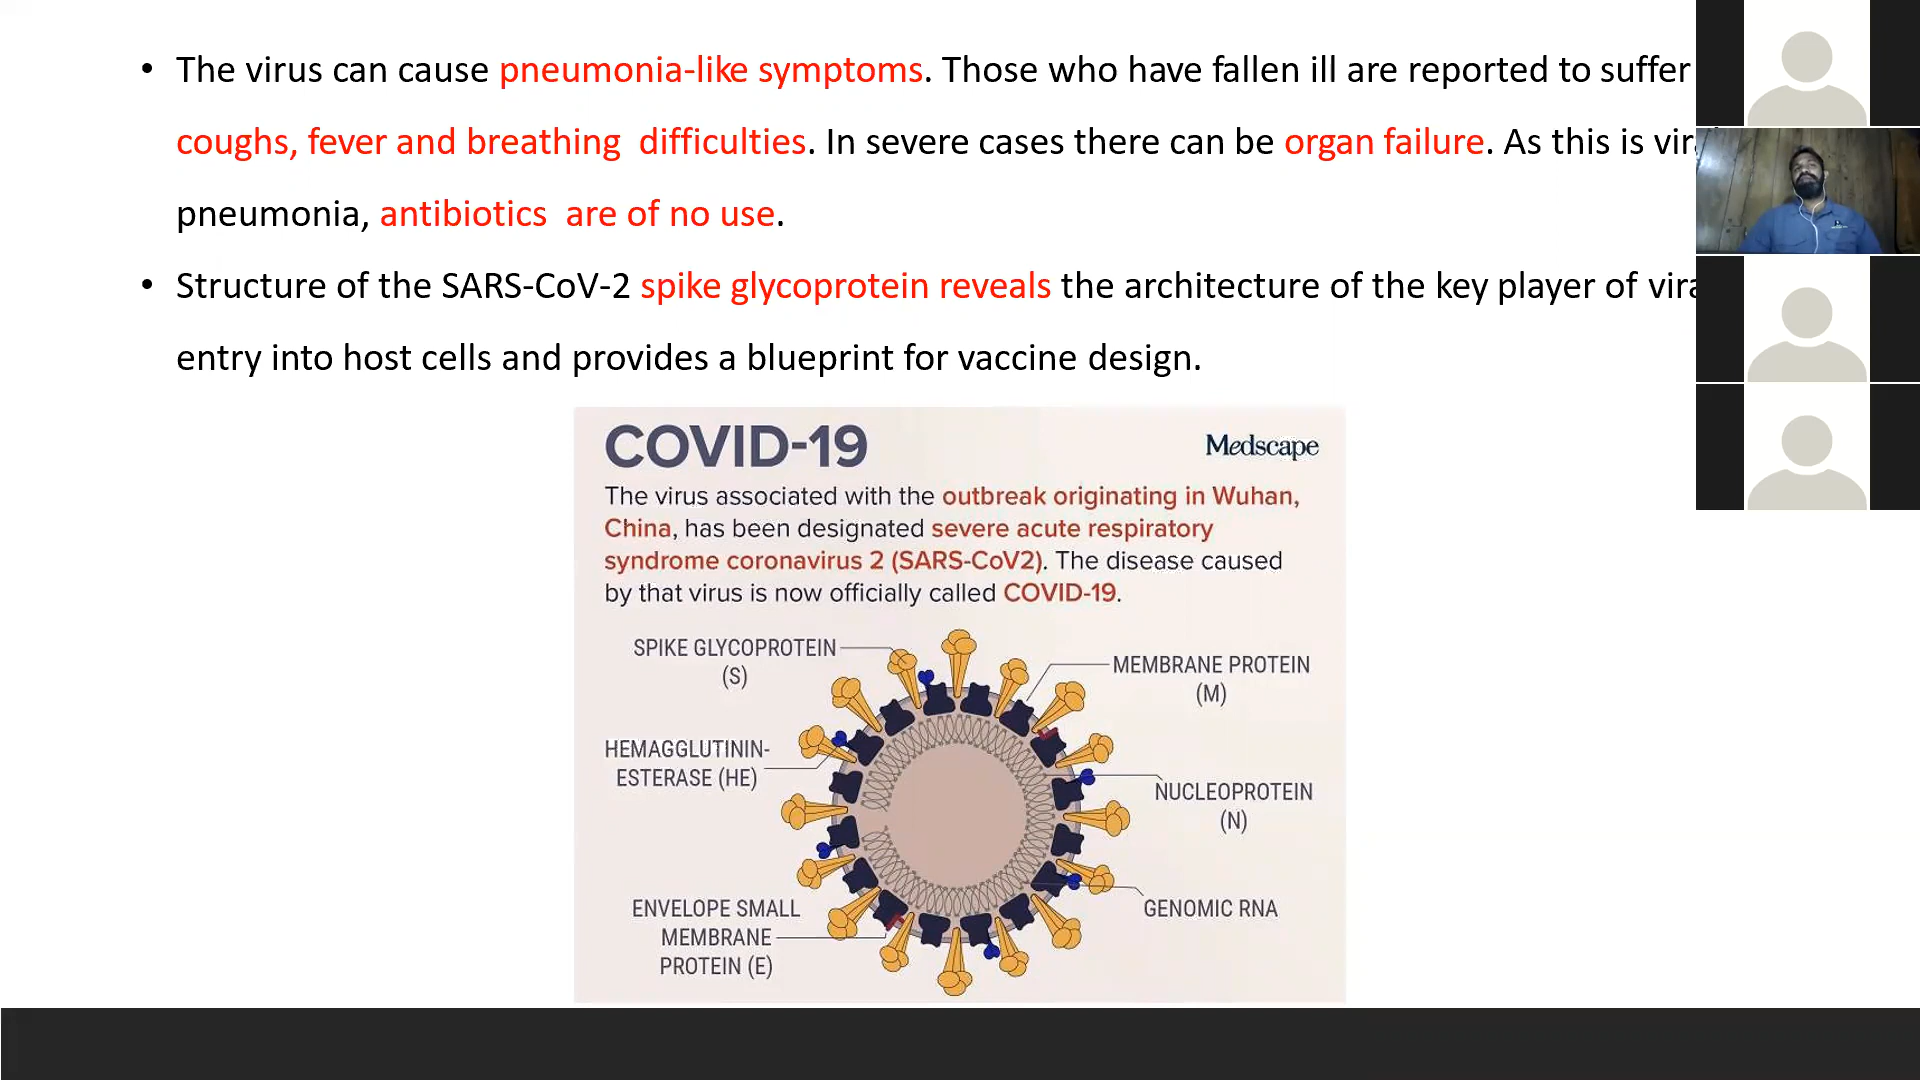 • The virus can cause pneumonia-like symptoms. Those who have fallen ill are reported to suffer
coughs, fever and breathing difficulties. In severe cases there can be organ failure. As this is
pneumonia, antibiotics are of no use.
• Structure of the SARS-CoV-2 spike glycoprotein reveals the architecture of the key player of
entry into host cells and provides a blueprint for vaccine design.
COVID-19
Medscape
The virus associated with the outbreak originating in Wuhan,
China, has been designated severe acute respiratory
syndrome coronavirus 2 (SARS-CoV2). The disease caused
by that virus is now officially called COVID-19.
SPIKE GLYCOPROTEIN
(S)
MEMBRANE PROTEIN
(M)
HEMAGGLUTININ-
ESTERASE (HE)
NUCLEOPROTEIN
(N)
ENVELOPE SMALL
MEMBRANE
PROTEIN (E)
GENOMIC RNA